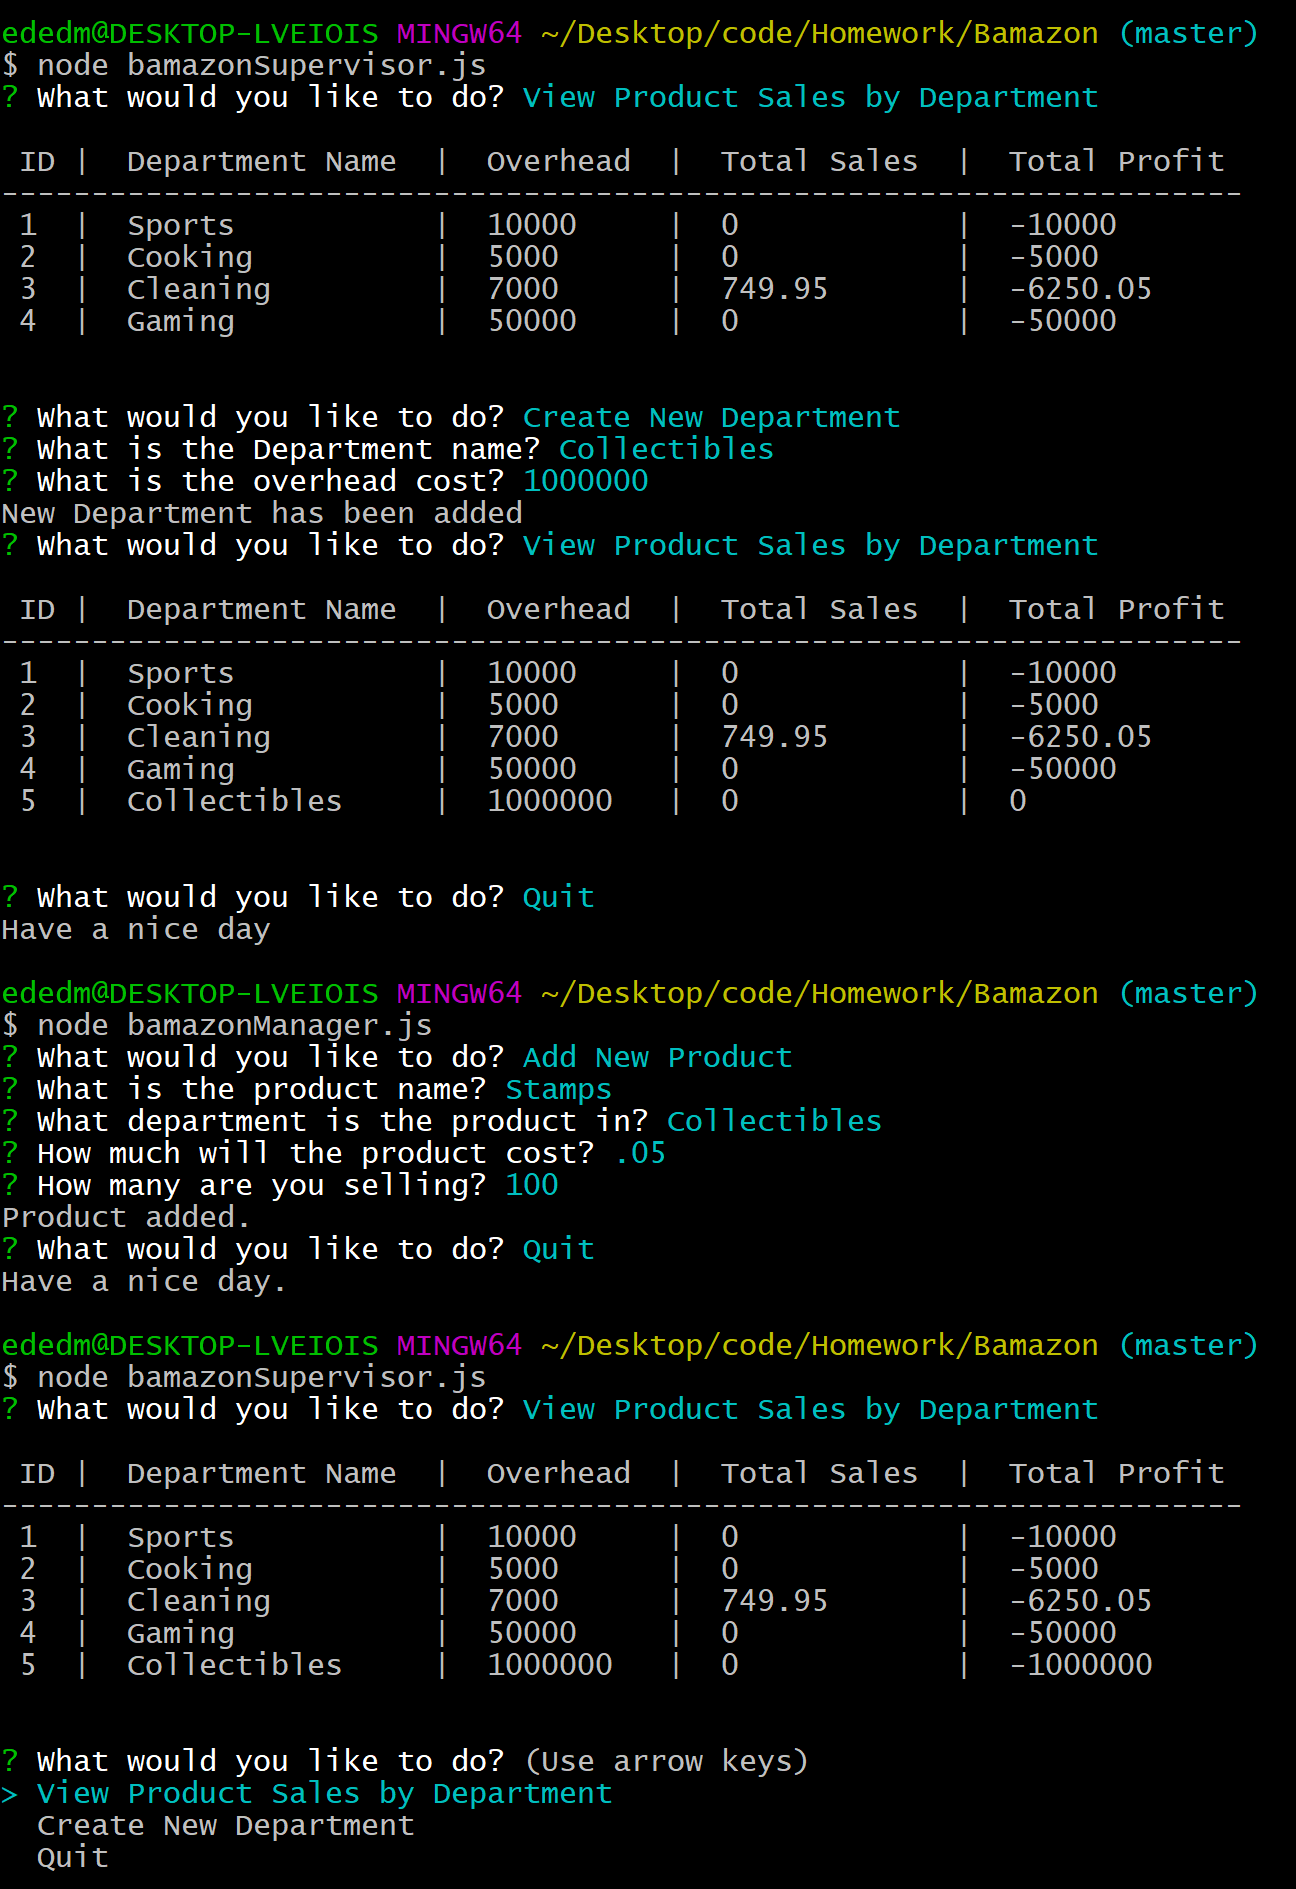 ededm@DESKTOP-LVEIOIS MINGW64 ~/Desktop/code/Homework/Bamazon (master)
$ node bamazonSupervisor.js
? What would you like to do? View Product Sales by Department
ID | Department Name | Overhead | Total Sales | Total Profit
---------------------------------------------------------------------
1 | Sports | 10000 | 0 | -10000
2 | Cooking | 5000 | 0 | -5000
3 | Cleaning | 7000 | 749.95 | -6250.05
4 | Gaming | 50000 | 0 | -50000
? What would you like to do? Create New Department
? What is the Department name? Collectibles
? What is the overhead cost? 1000000
New Department has been added
? What would you like to do? View Product Sales by Department
ID | Department Name | Overhead | Total Sales | Total Profit
---------------------------------------------------------------------
1 | Sports | 10000 | 0 | -10000
2 | Cooking | 5000 | 0 | -5000
3 | Cleaning | 7000 | 749.95 | -6250.05
4 | Gaming | 50000 | 0 | -50000
5 | Collectibles | 1000000 | 0 | 0
? What would you like to do? Quit
Have a nice day
ededm@DESKTOP-LVEIOIS MINGW64 ~/Desktop/code/Homework/Bamazon (master)
$ node bamazonManager.js
? What would you like to do? Add New Product
? What is the product name? Stamps
? What department is the product in? Collectibles
? How much will the product cost? .05
? How many are you selling? 100
Product added.
? What would you like to do? Quit
Have a nice day.
ededm@DESKTOP-LVEIOIS MINGW64 ~/Desktop/code/Homework/Bamazon (master)
$ node bamazonSupervisor.js
? What would you like to do? View Product Sales by Department
ID | Department Name | Overhead | Total Sales | Total Profit
---------------------------------------------------------------------
1 | Sports | 10000 | 0 | -10000
2 | Cooking | 5000 | 0 | -5000
3 | Cleaning | 7000 | 749.95 | -6250.05
4 | Gaming | 50000 | 0 | -50000
5 | Collectibles | 1000000 | 0 | -1000000
? What would you like to do? (Use arrow keys)
> View Product Sales by Department
Create New Department
Quit